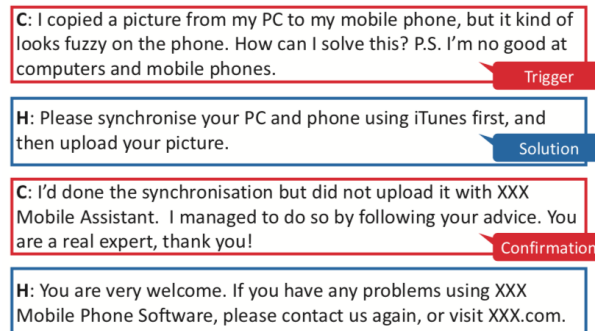 C: I copied a picture from my PC to my mobile phone, but it kind of
looks fuzzy on the phone. How can I solve this? P.S. I’m no good at
computers and mobile phones.
Trigger
H: Please synchronise your PC and phone using iTunes first, and
then upload your picture.
Solution
C: I’d done the synchronisation but did not upload it with XXX
Mobile Assistant.  I managed to do so by following your advice. You
are a real expert, thank you!
Confirmation
H: You are very welcome. If you have any problems using XXX
Mobile Phone Software, please contact us again, or visit XXX.com.